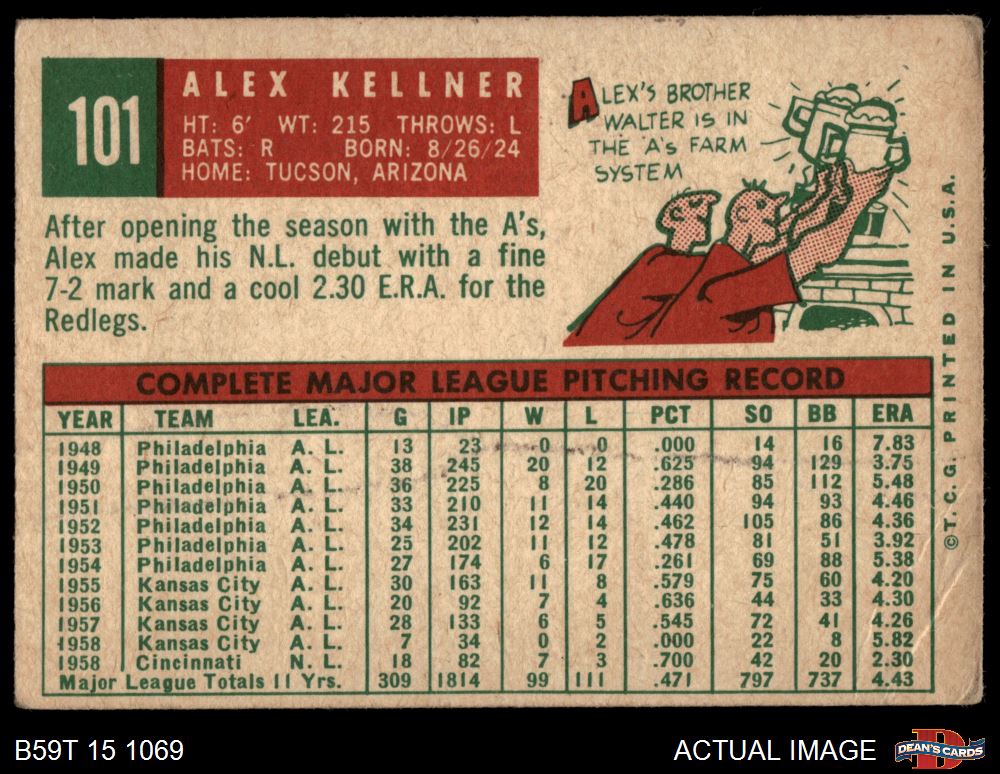 101
ALEX KELLNER
HT: 6' WT: 215 THROWS: L
BATS: R BORN: 8/26/24
HOME: TUCSON, ARIZONA
After opening the season with the A's,
Alex made his N.L. debut with a fine
7-2 mark and a cool 2.30 E.R.A. for the
Redlegs.
ALEX'S BROTHER
WALTER IS IN
THE A's FARM
SYSTEM
COMPLETE MAJOR LEAGUE PITCHING RECORD
YEAR TEAM LEA. G IP W L PCT SO BB ERA
1948 Philadelphia A. L. 13 23 0 0 .000 14 16 7.83
1949 Philadelphia A. L. 38 245 20 12 .625 94 129 3.75
1950 Philadelphia A. L. 36 225 8 20 .286 85 112 5.48
1951 Philadelphia A. L. 33 210 11 14 .440 94 93 4.46
1952 Philadelphia A. L. 34 231 12 14 .462 105 86 4.36
1953 Philadelphia A. L. 25 202 11 12 .478 81 51 3.92
1954 Philadelphia A. L. 27 174 6 17 .261 69 88 5.38
1955 Kansas City A. L. 30 163 11 8 .579 75 60 4.20
1956 Kansas City A. L. 20 92 7 4 .636 44 33 4.30
1957 Kansas City A. L. 28 133 6 5 .545 72 41 4.26
1958 Kansas City A. L. 7 34 0 2 .000 22 8 5.82
1958 Cincinnati N. L. 18 82 7 3 .700 42 20 2.30
Major League Totals 11 Yrs. 309 1814 99 111 .471 797 737 4.43
©T. C. G. PRINTED IN U.S.A.
B59T 15 1069
ACTUAL IMAGE
DEAN'S CARDS